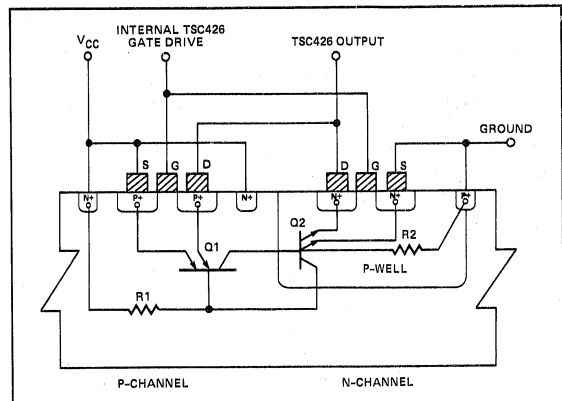 INTERNAL TSC426
GATE DRIVE
VCC
TSC426 OUTPUT
GROUND
S
G
D
D
G
S
N+
P+
P+
N+
N+
N+
P+
Q1
Q2
R2
P-WELL
R1
P-CHANNEL
N-CHANNEL